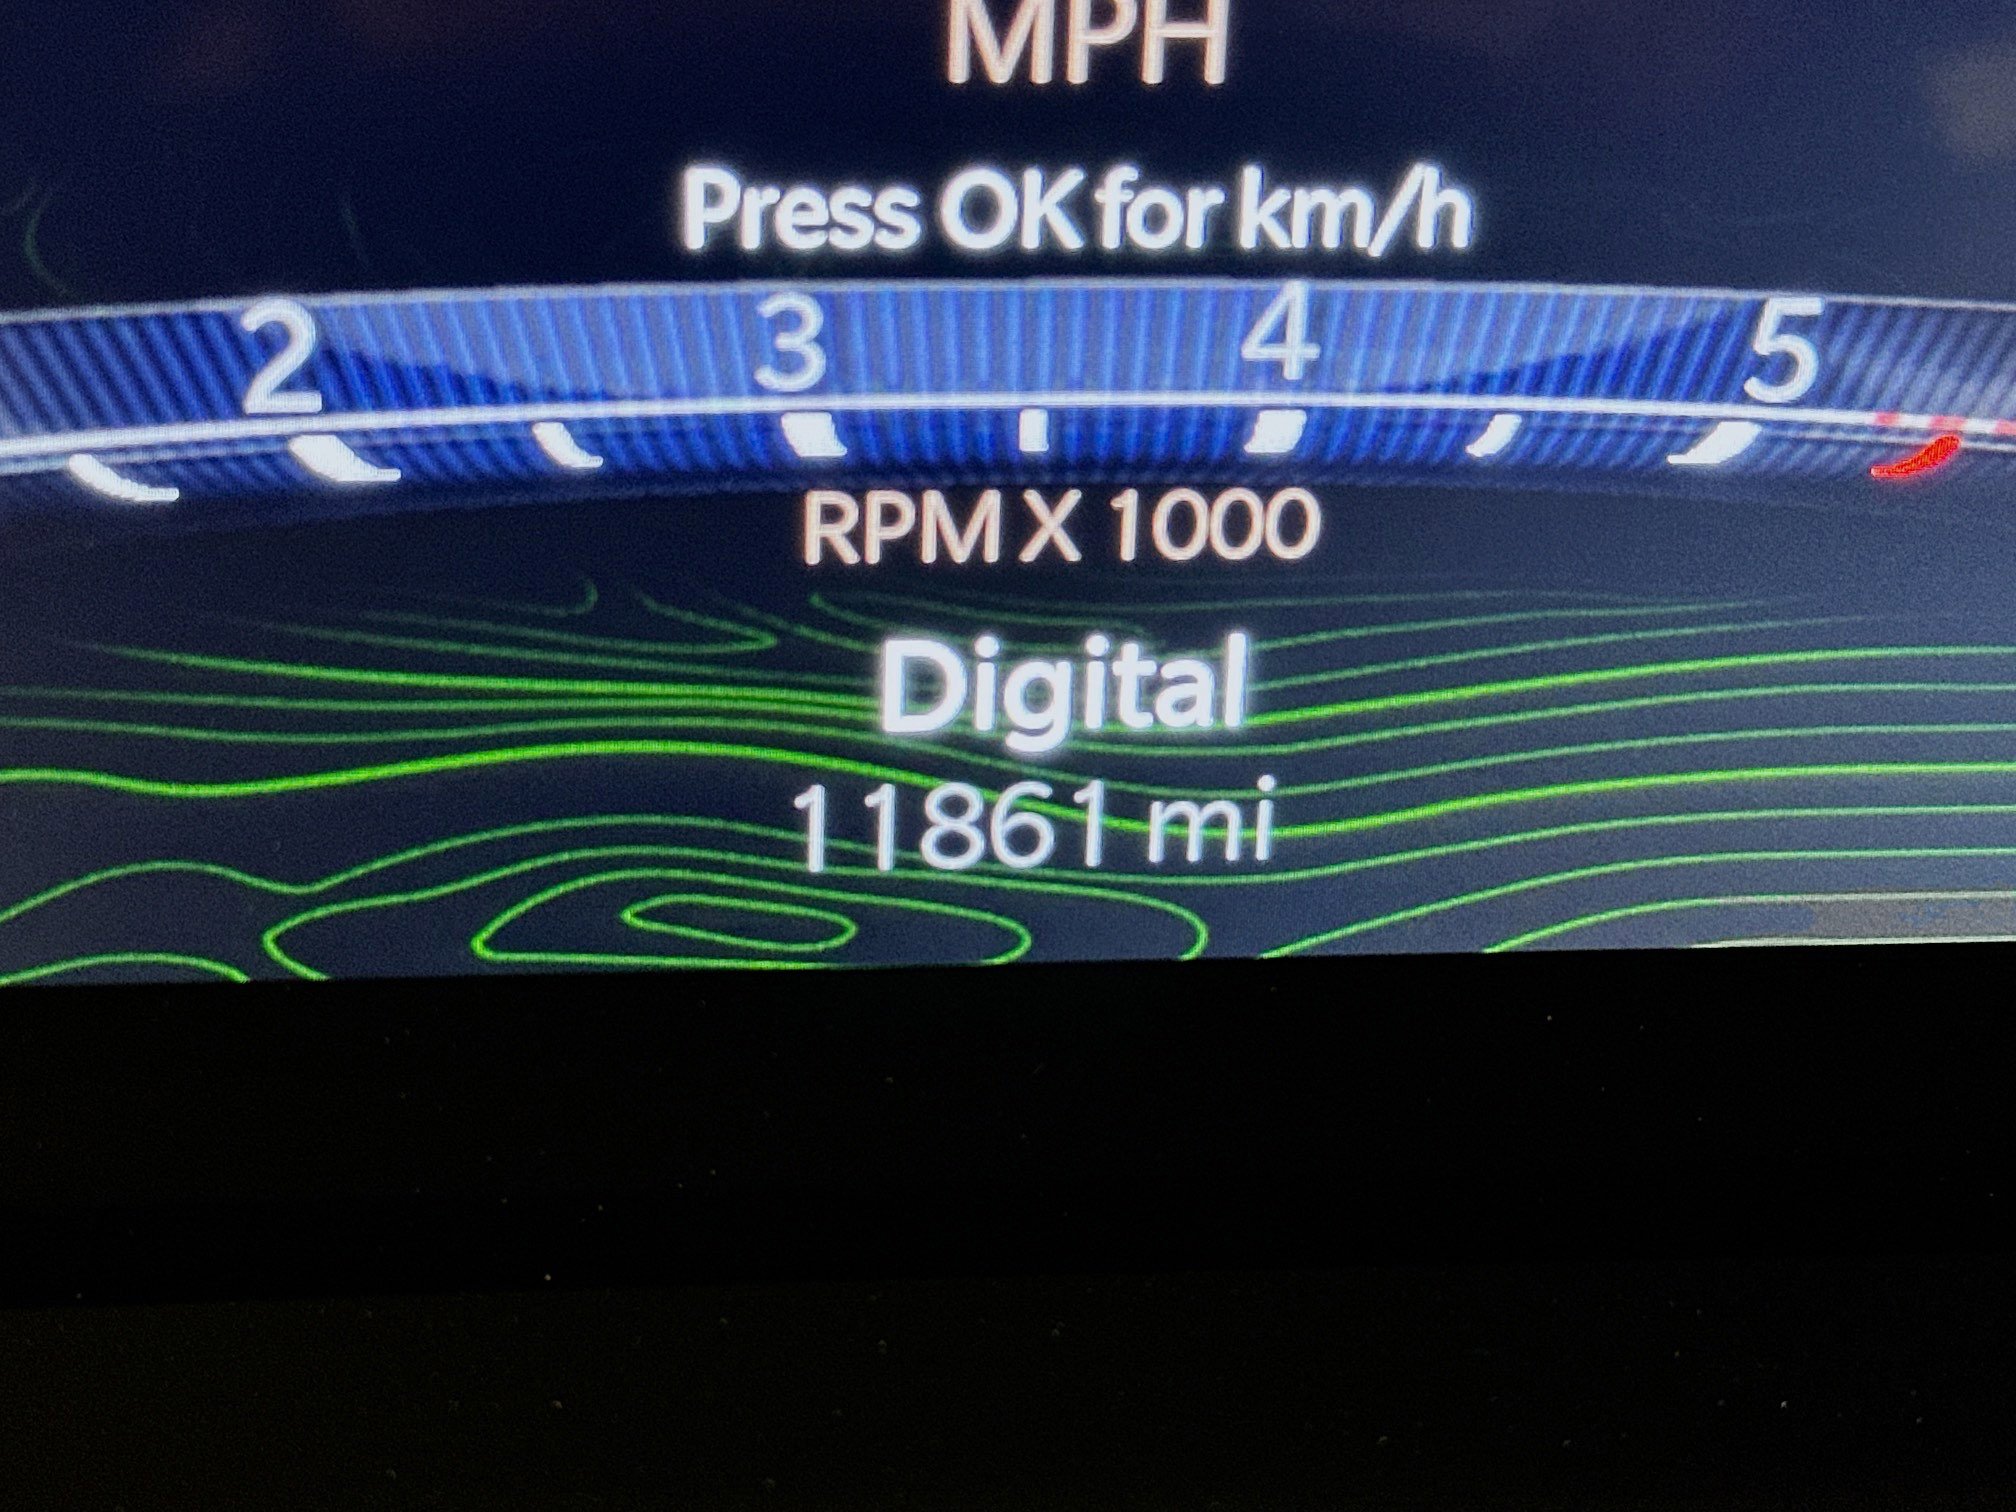 MPH
Press OK for km/h
2 3 4 5
RPM X 1000
Digital
11861 mi